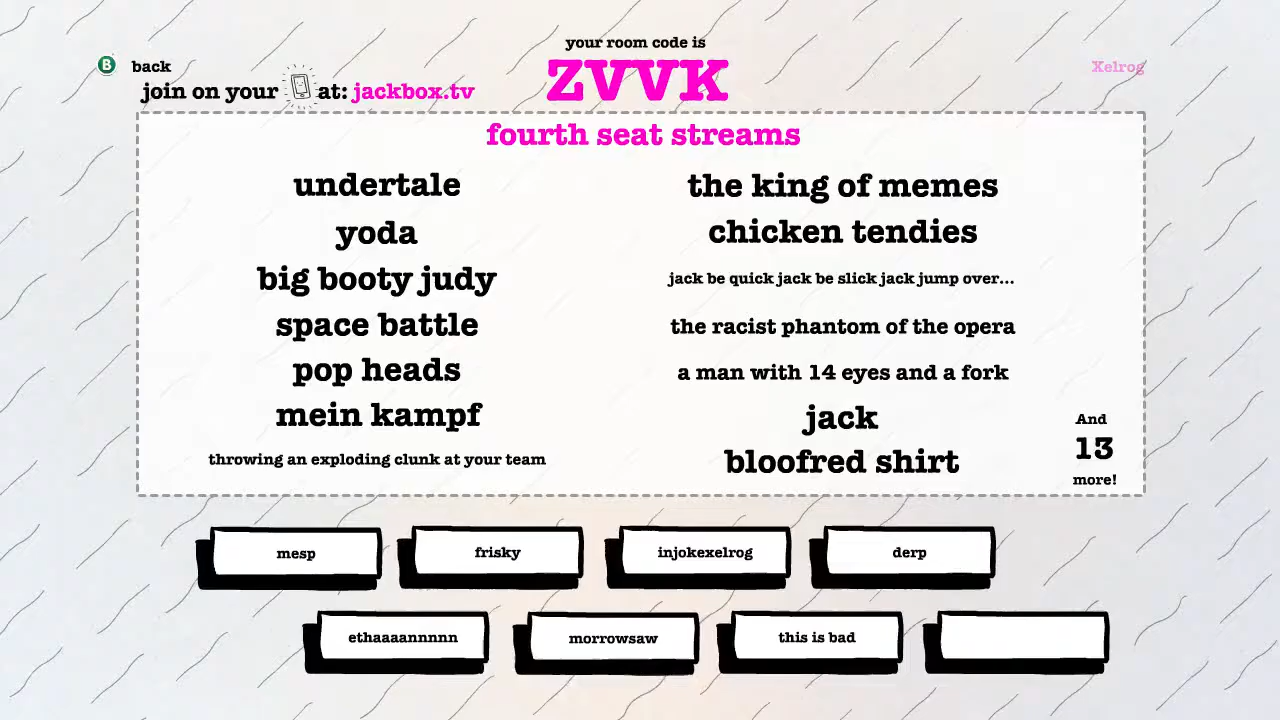 your room code is
B back
ZVVK
Xelrog
join on your at: jackbox.tv
fourth seat streams
undertale
yoda
big booty judy
space battle
pop heads
mein kampf
throwing an exploding clunk at your team
the king of memes
chicken tendies
jack be quick jack be slick jack jump over...
the racist phantom of the opera
a man with 14 eyes and a fork
jack
bloofred shirt
And
13
more!
mesp
frisky
injokexelrog
derp
ethaaaannnnn
morrowsaw
this is bad